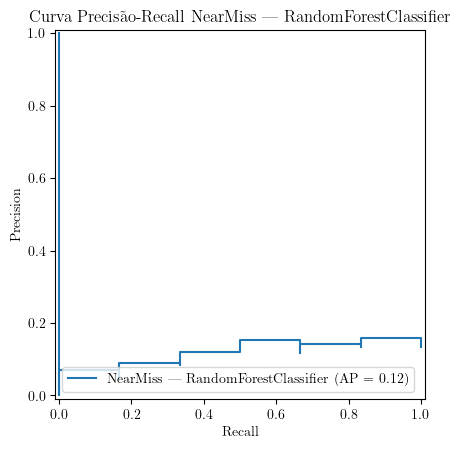 Curva Precisão-Recall NearMiss — RandomForestClassifier
1.0
0.8
0.6
0.4
0.2
0.0
Precision
NearMiss — RandomForestClassifier (AP = 0.12)
0.0 0.2 0.4 0.6 0.8 1.0
Recall